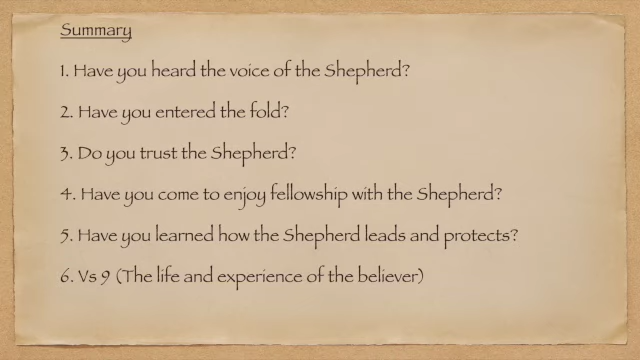 Summary
1. Have you heard the voice of the Shepherd?
2. Have you entered the fold?
3. Do you trust the Shepherd?
4. Have you come to enjoy fellowship with the Shepherd?
5. Have you learned how the Shepherd leads and protects?
6. Vs 9 (The life and experience of the believer)